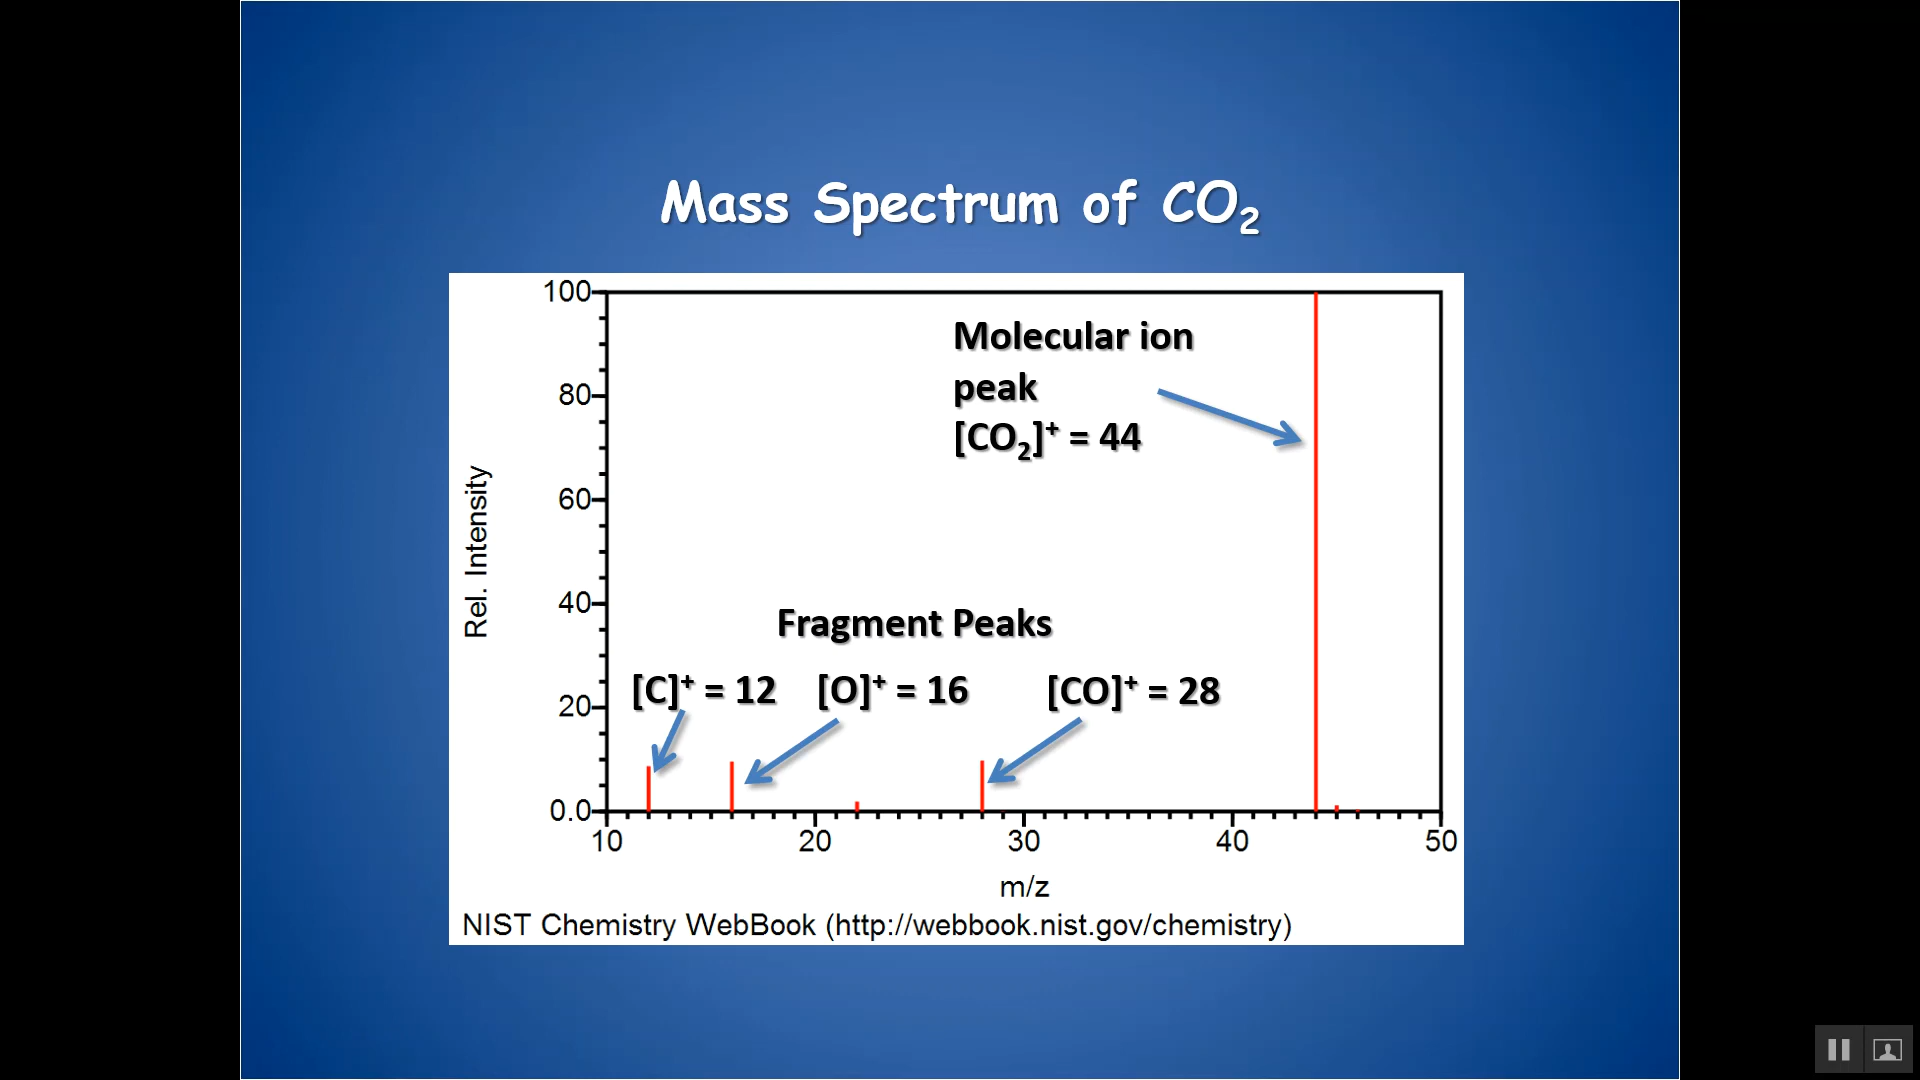 Mass Spectrum of CO₂
100
80
60
40
20
0.0
Rel. Intensity
Molecular ion
peak
[CO₂]⁺ = 44
Fragment Peaks
[C]⁺ = 12 [O]⁺ = 16 [CO]⁺ = 28
10 20 30 40 50
m/z
NIST Chemistry WebBook (http://webbook.nist.gov/chemistry)